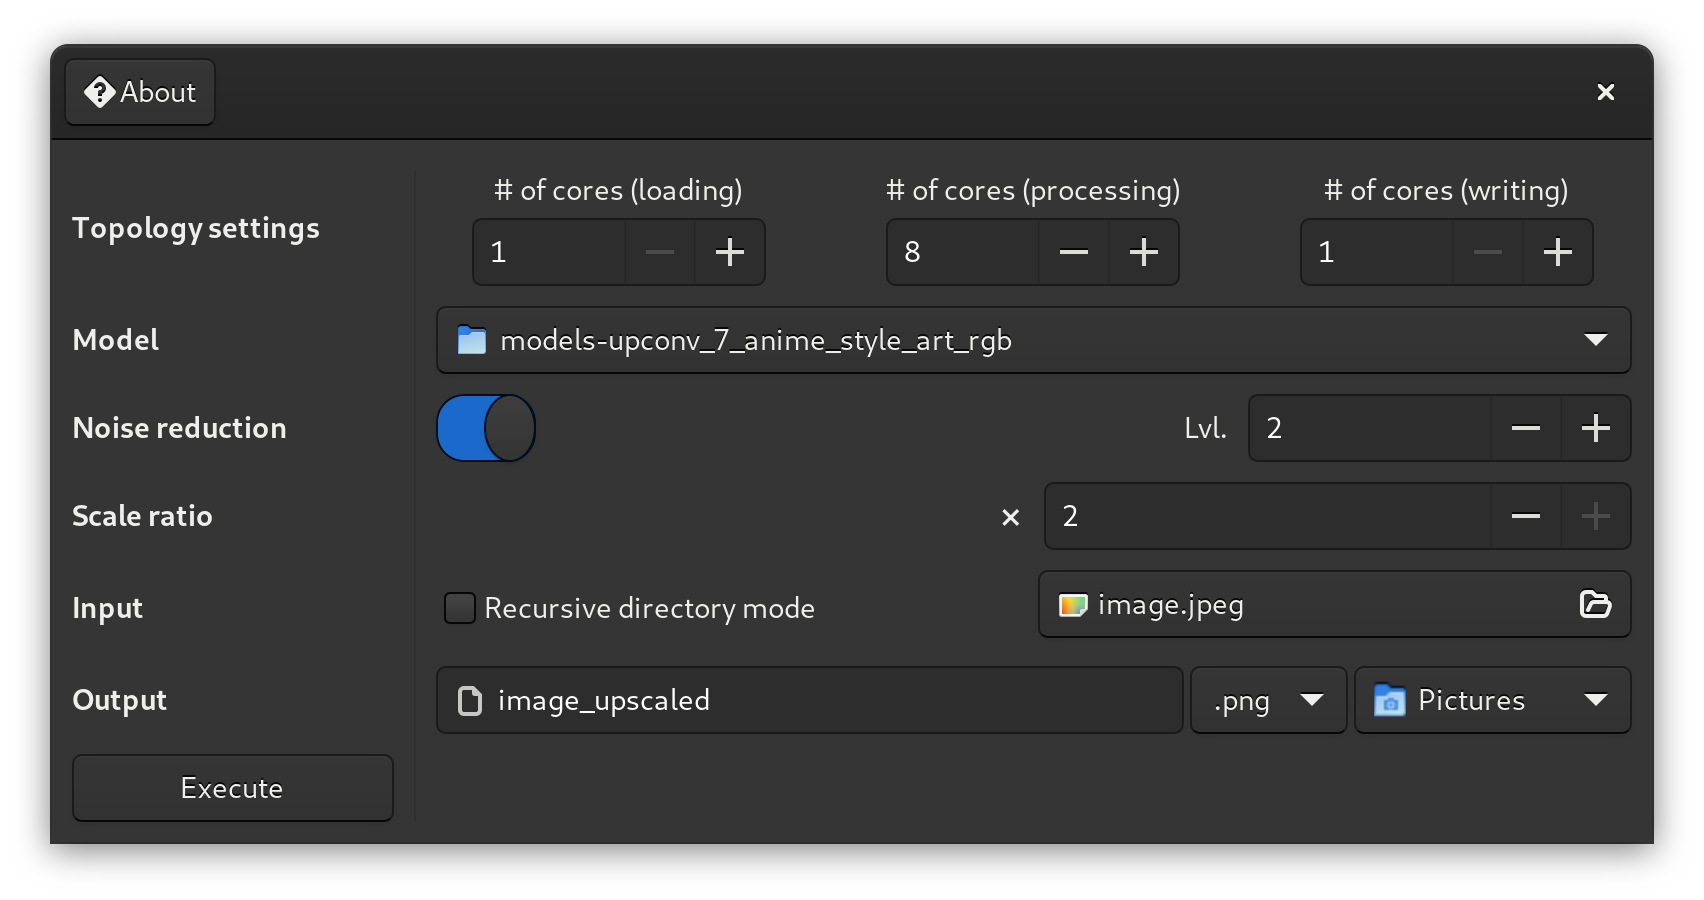 About
# of cores (loading) # of cores (processing) # of cores (writing)
Topology settings
1 8 1
Model models-upconv_7_anime_style_art_rgb
Noise reduction Lvl. 2
Scale ratio × 2
Input Recursive directory mode image.jpeg
Output image_upscaled .png Pictures
Execute